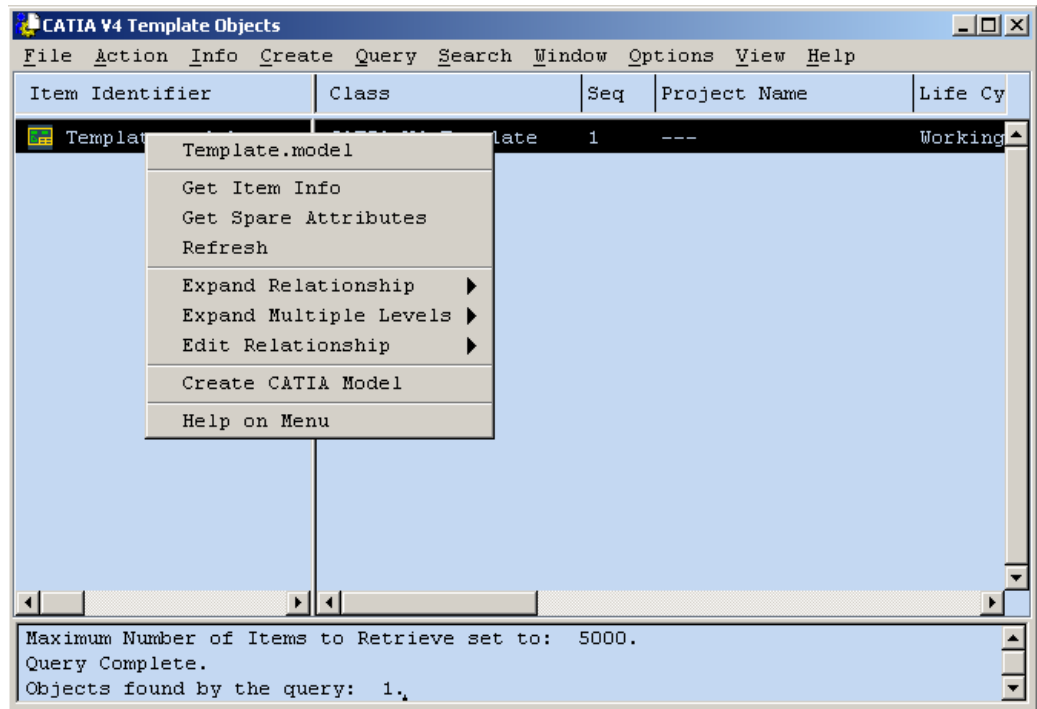 CATIA V4 Template Objects
File Action Info Create Query Search Window Options View Help
Item Identifier Class Seq Project Name Life Cy
1 --- Working
Template.model
Get Item Info
Get Spare Attributes
Refresh
Expand Relationship
Expand Multiple Levels
Edit Relationship
Create CATIA Model
Help on Menu
Maximum Number of Items to Retrieve set to: 5000.
Query Complete.
Objects found by the query: 1.